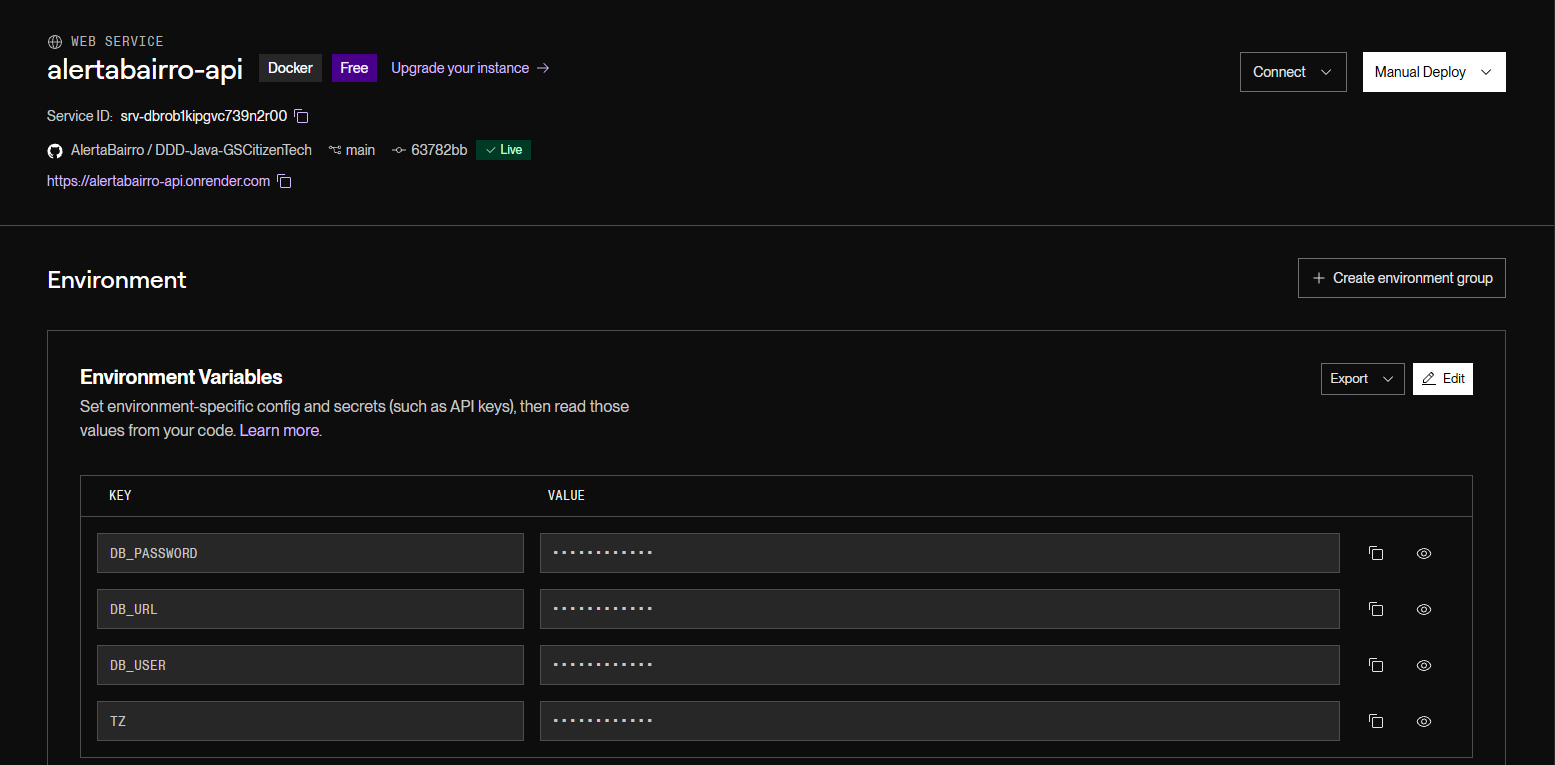 WEB SERVICE
alertabairro-api Docker Free Upgrade your instance → Connect Manual Deploy
Service ID: srv-dbrob1kipgvc739n2r00
AlertaBairro / DDD-Java-GSCitizenTech main 63782bb ✓ Live
https://alertabairro-api.onrender.com
Environment + Create environment group
Environment Variables Export Edit
Set environment-specific config and secrets (such as API keys), then read those
values from your code. Learn more.
KEY VALUE
DB_PASSWORD ••••••••••••
DB_URL ••••••••••••
DB_USER ••••••••••••
TZ ••••••••••••